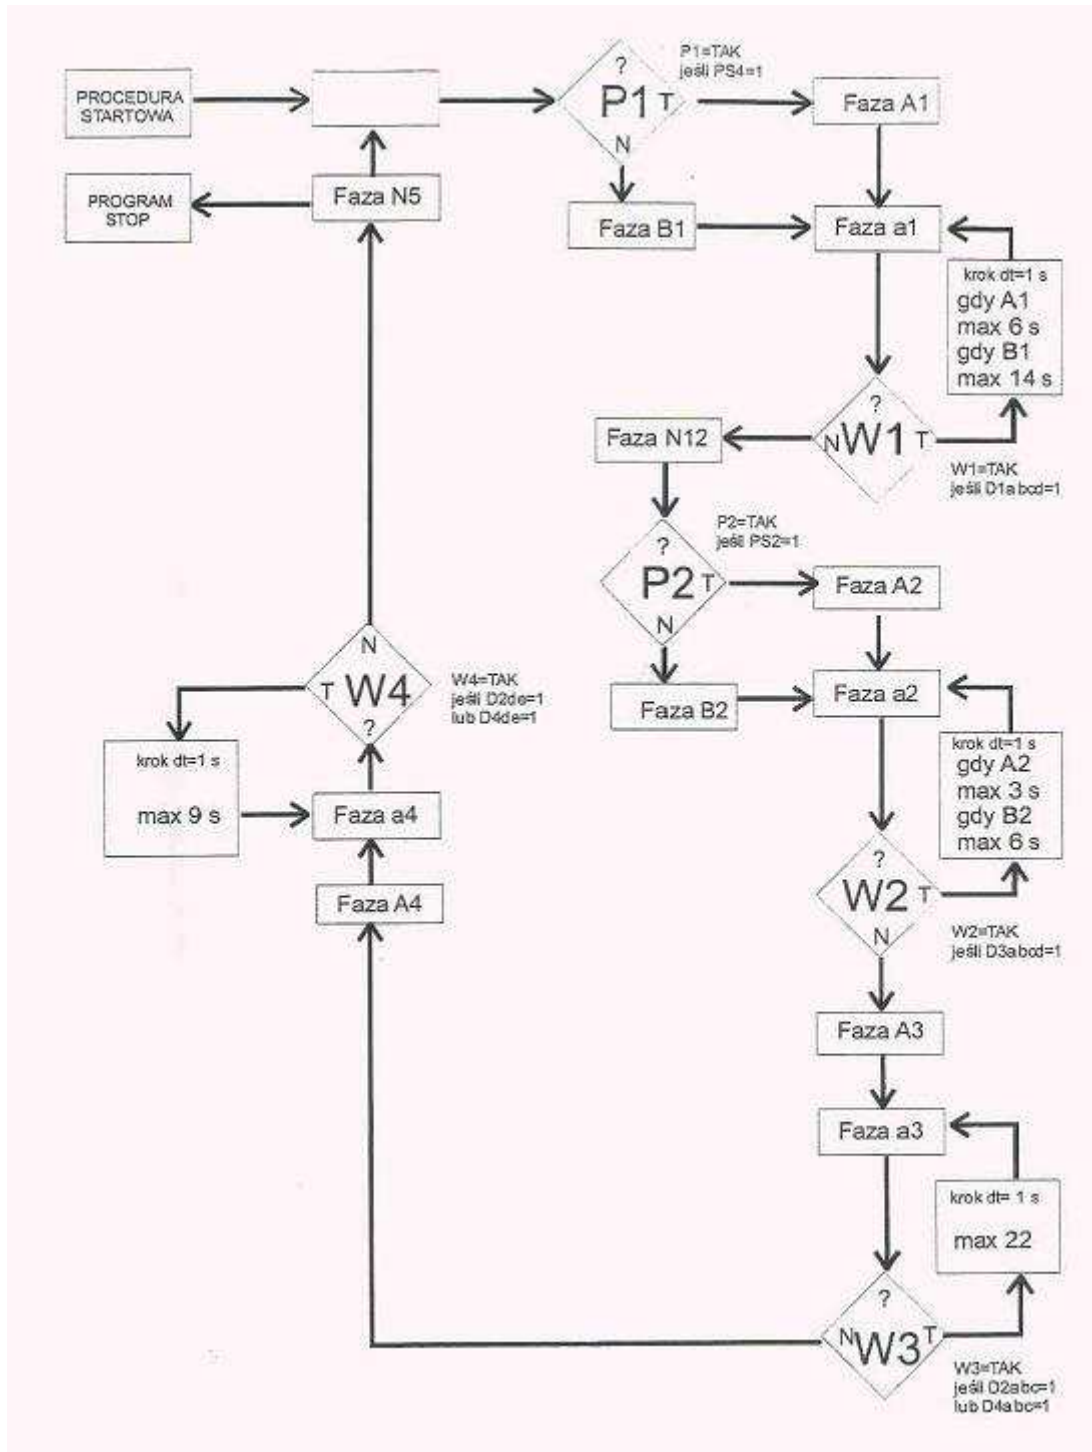 PROCEDURA
STARTOWA
?
P1 T
N
P1=TAK
jeśli PS4=1
Faza A1
PROGRAM
STOP
Faza N5
Faza B1
Faza a1
krok dt=1 s
gdy A1
max 6 s
gdy B1
max 14 s
?
N W1 T
W1=TAK
jeśli D1abcd=1
Faza N12
P2=TAK
jeśli PS2=1
?
P2 T
N
Faza A2
Faza B2
Faza a2
krok dt=1 s
gdy A2
max 3 s
gdy B2
max 6 s
N
T W4
?
W4=TAK
jeśli D2de=1
lub D4de=1
krok dt=1 s
max 9 s
Faza a4
Faza A4
?
W2 T
N
W2=TAK
jeśli D3abcd=1
Faza A3
Faza a3
krok dt= 1 s
max 22
?
N W3 T
W3=TAK
jeśli D2abc=1
lub D4abc=1